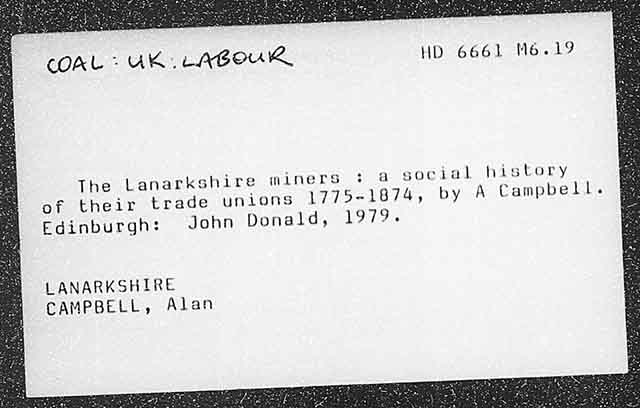 COAL : UK : LABOUR
HD 6661 M6.19
The Lanarkshire miners : a social history
of their trade unions 1775-1874, by A Campbell.
Edinburgh: John Donald, 1979.
LANARKSHIRE
CAMPBELL, Alan